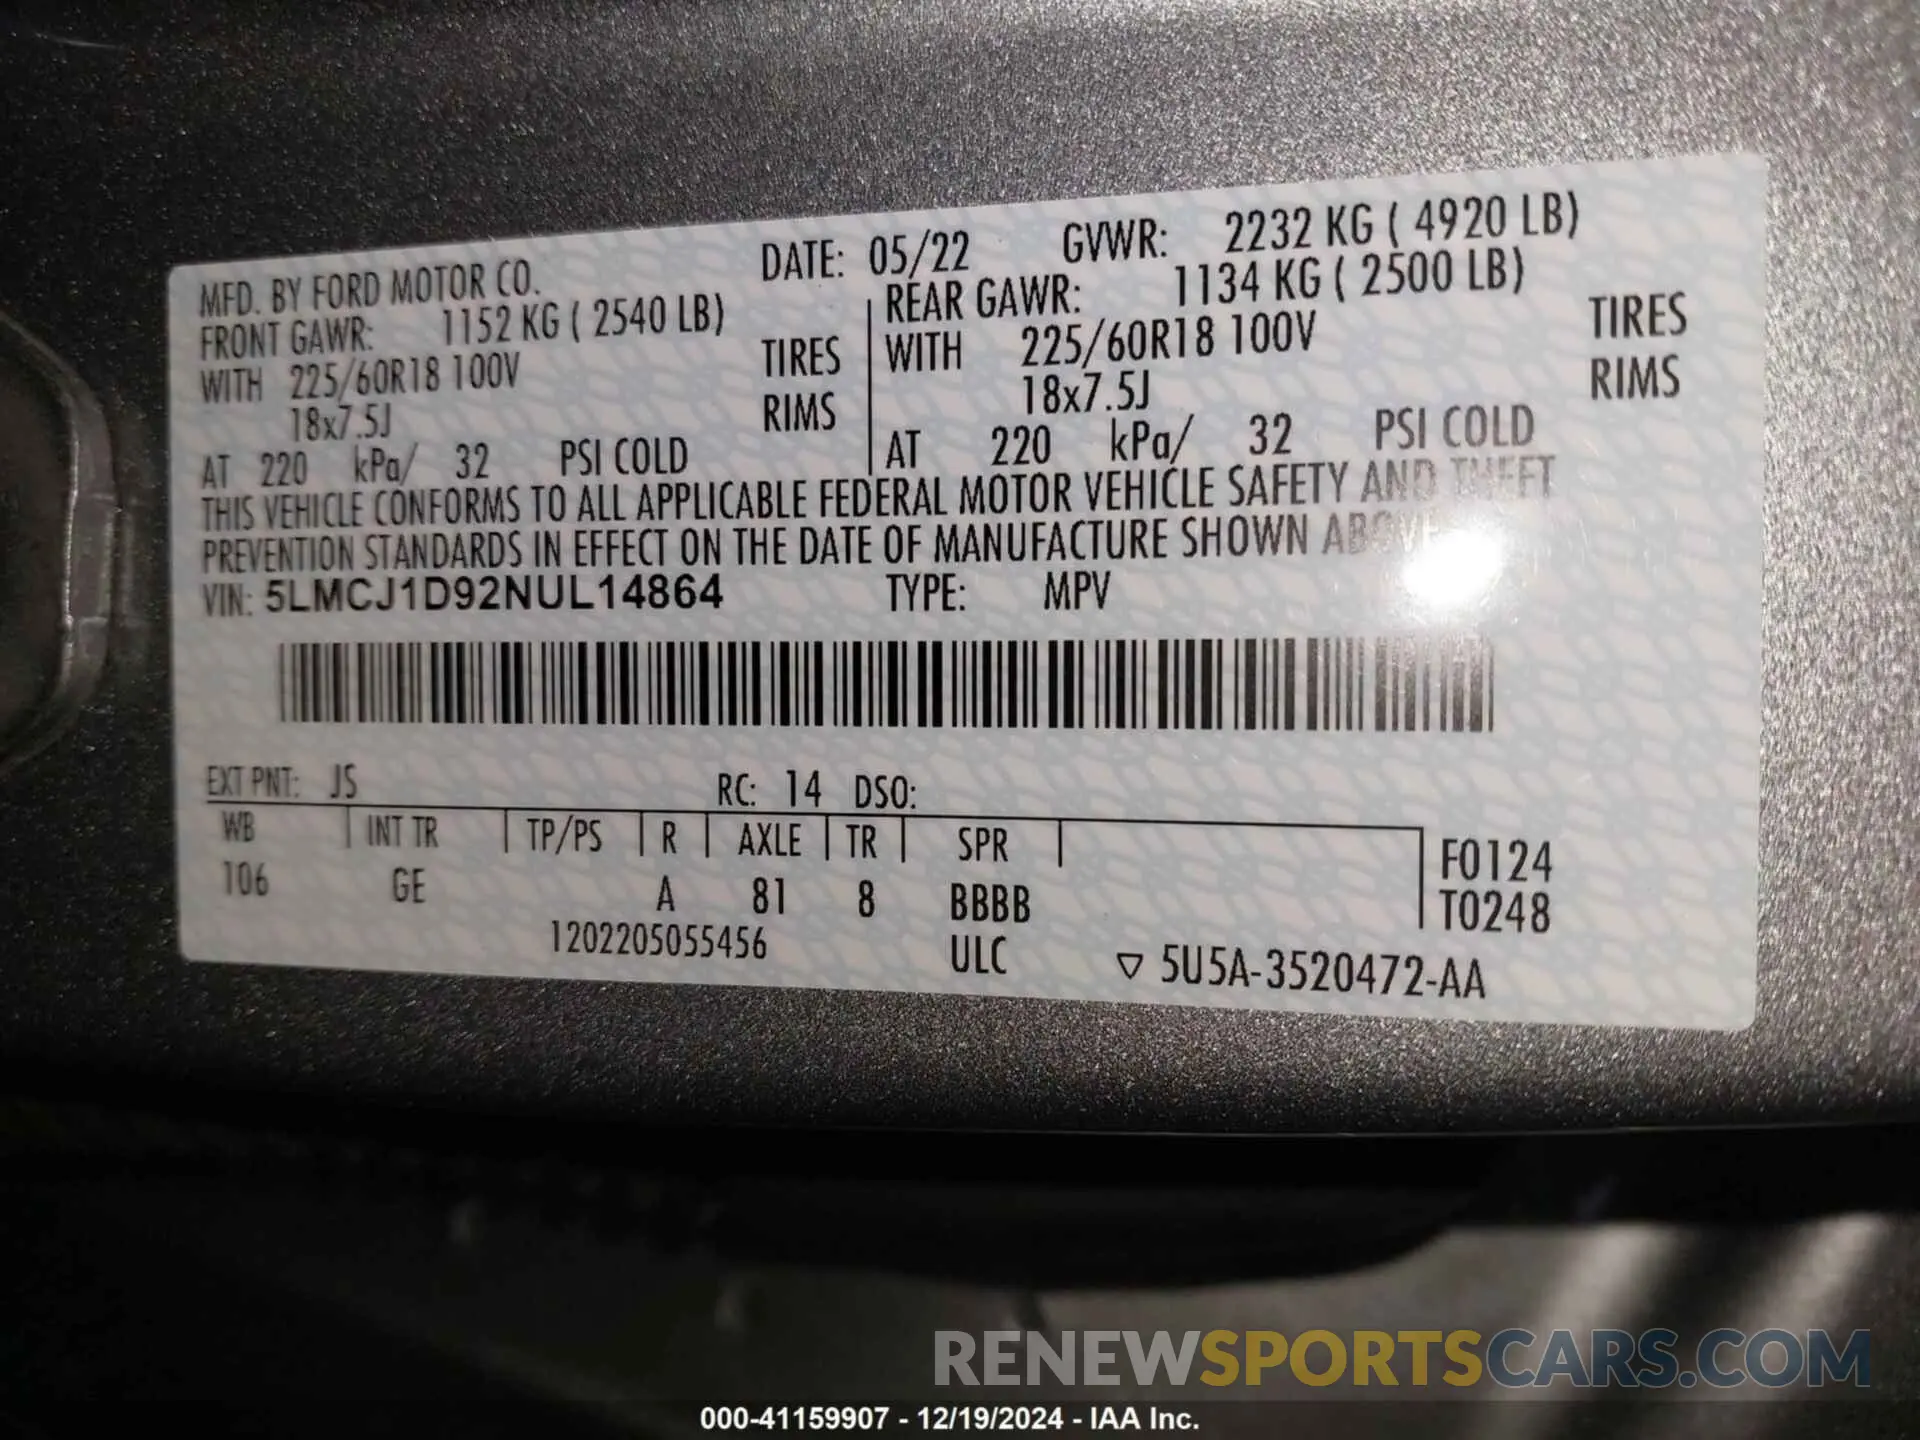 MFD. BY FORD MOTOR CO. DATE: 05/22 GVWR: 2232 KG ( 4920 LB)
FRONT GAWR: 1152 KG ( 2540 LB) REAR GAWR: 1134 KG ( 2500 LB)
WITH 225/60R18 100V TIRES WITH 225/60R18 100V TIRES
18x7.5J RIMS 18x7.5J RIMS
AT 220 kPa/ 32 PSI COLD AT 220 kPa/ 32 PSI COLD
THIS VEHICLE CONFORMS TO ALL APPLICABLE FEDERAL MOTOR VEHICLE SAFETY AND THEFT
PREVENTION STANDARDS IN EFFECT ON THE DATE OF MANUFACTURE SHOWN ABOVE
VIN: 5LMCJ1D92NUL14864 TYPE: MPV
EXT PNT: JS RC: 14 DSO:
WB INT TR TP/PS R AXLE TR SPR
106 GE A 81 8 BBBB
F0124
T0248
1202205055456 ULC ▽ 5U5A-3520472-AA
RENEWSPORTSCARS.COM
000-41159907 - 12/19/2024 - IAA Inc.